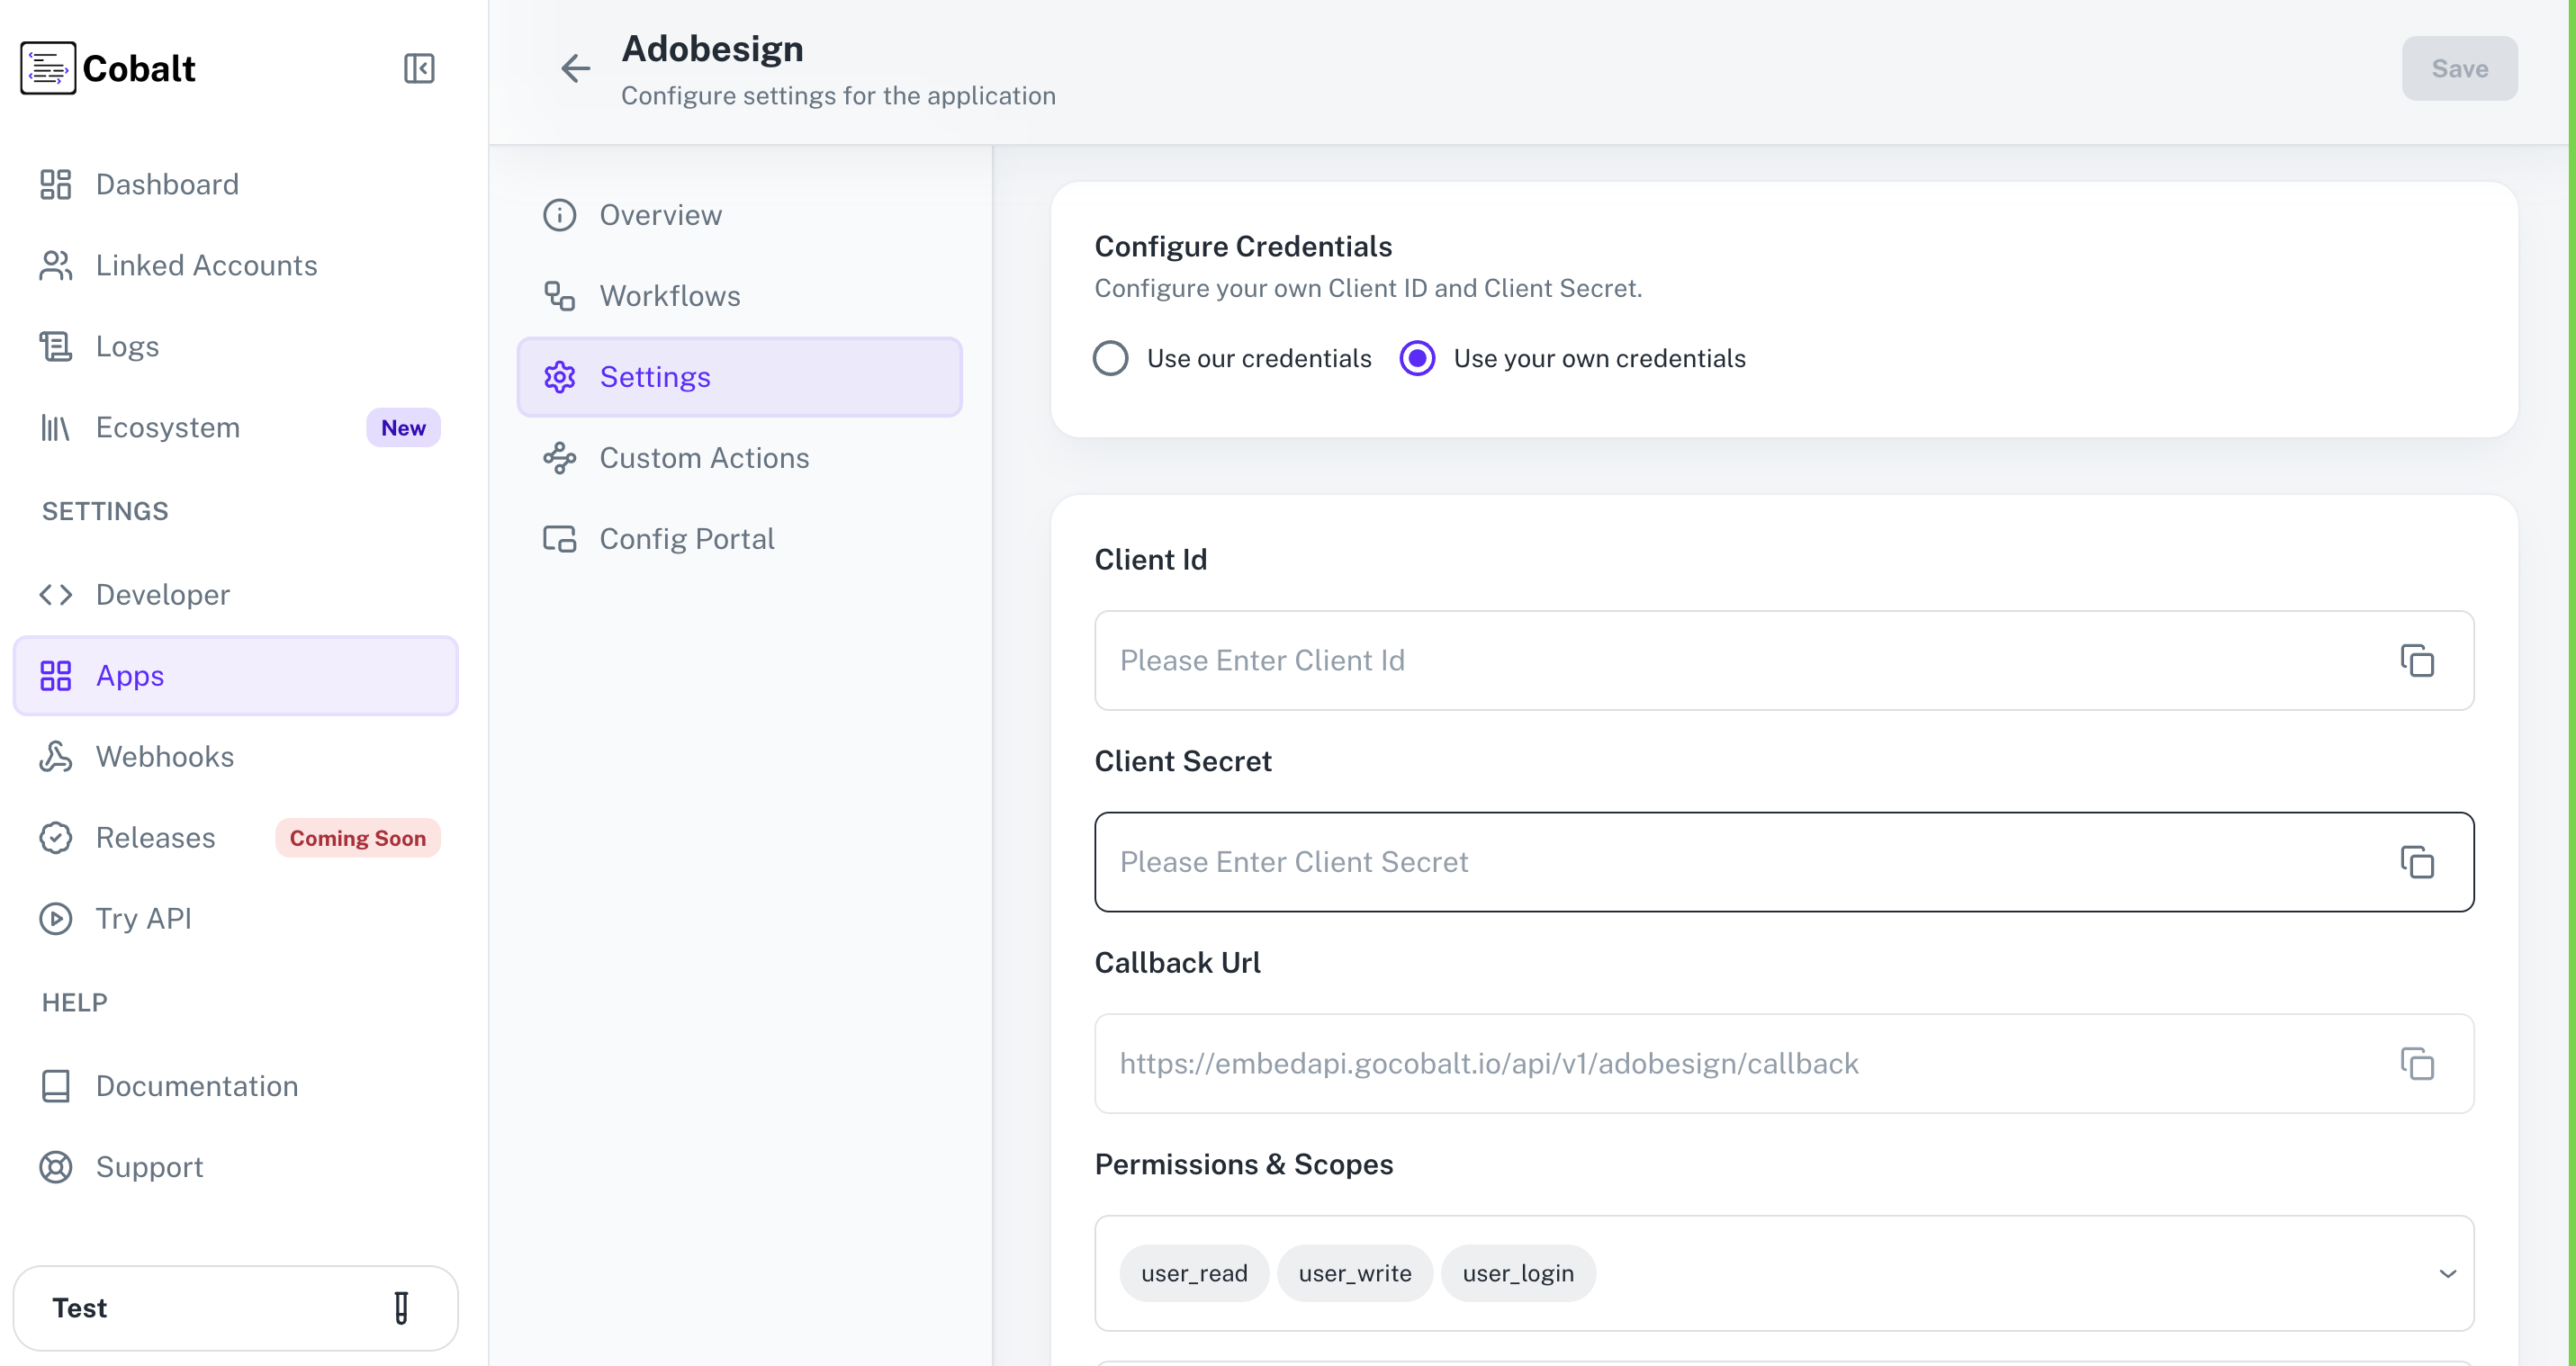 Cobalt
Dashboard
Linked Accounts
Logs
Ecosystem New
SETTINGS
Developer
Apps
Webhooks
Releases Coming Soon
Try API
HELP
Documentation
Support
Test
Adobesign
Configure settings for the application
Save
Overview
Workflows
Settings
Custom Actions
Config Portal
Configure Credentials
Configure your own Client ID and Client Secret.
Use our credentials Use your own credentials
Client Id
Please Enter Client Id
Client Secret
Please Enter Client Secret
Callback Url
https://embedapi.gocobalt.io/api/v1/adobesign/callback
Permissions & Scopes
user_read user_write user_login